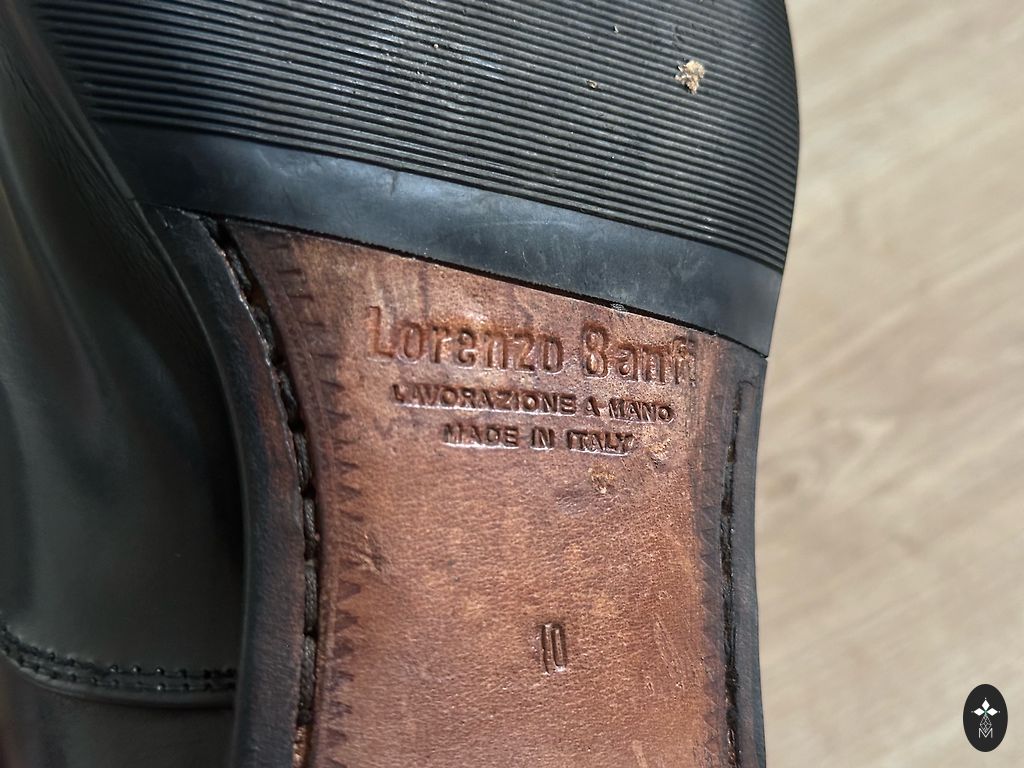 Lorenzo Banfi
LAVORAZIONE A MANO
MADE IN ITALY
10
M